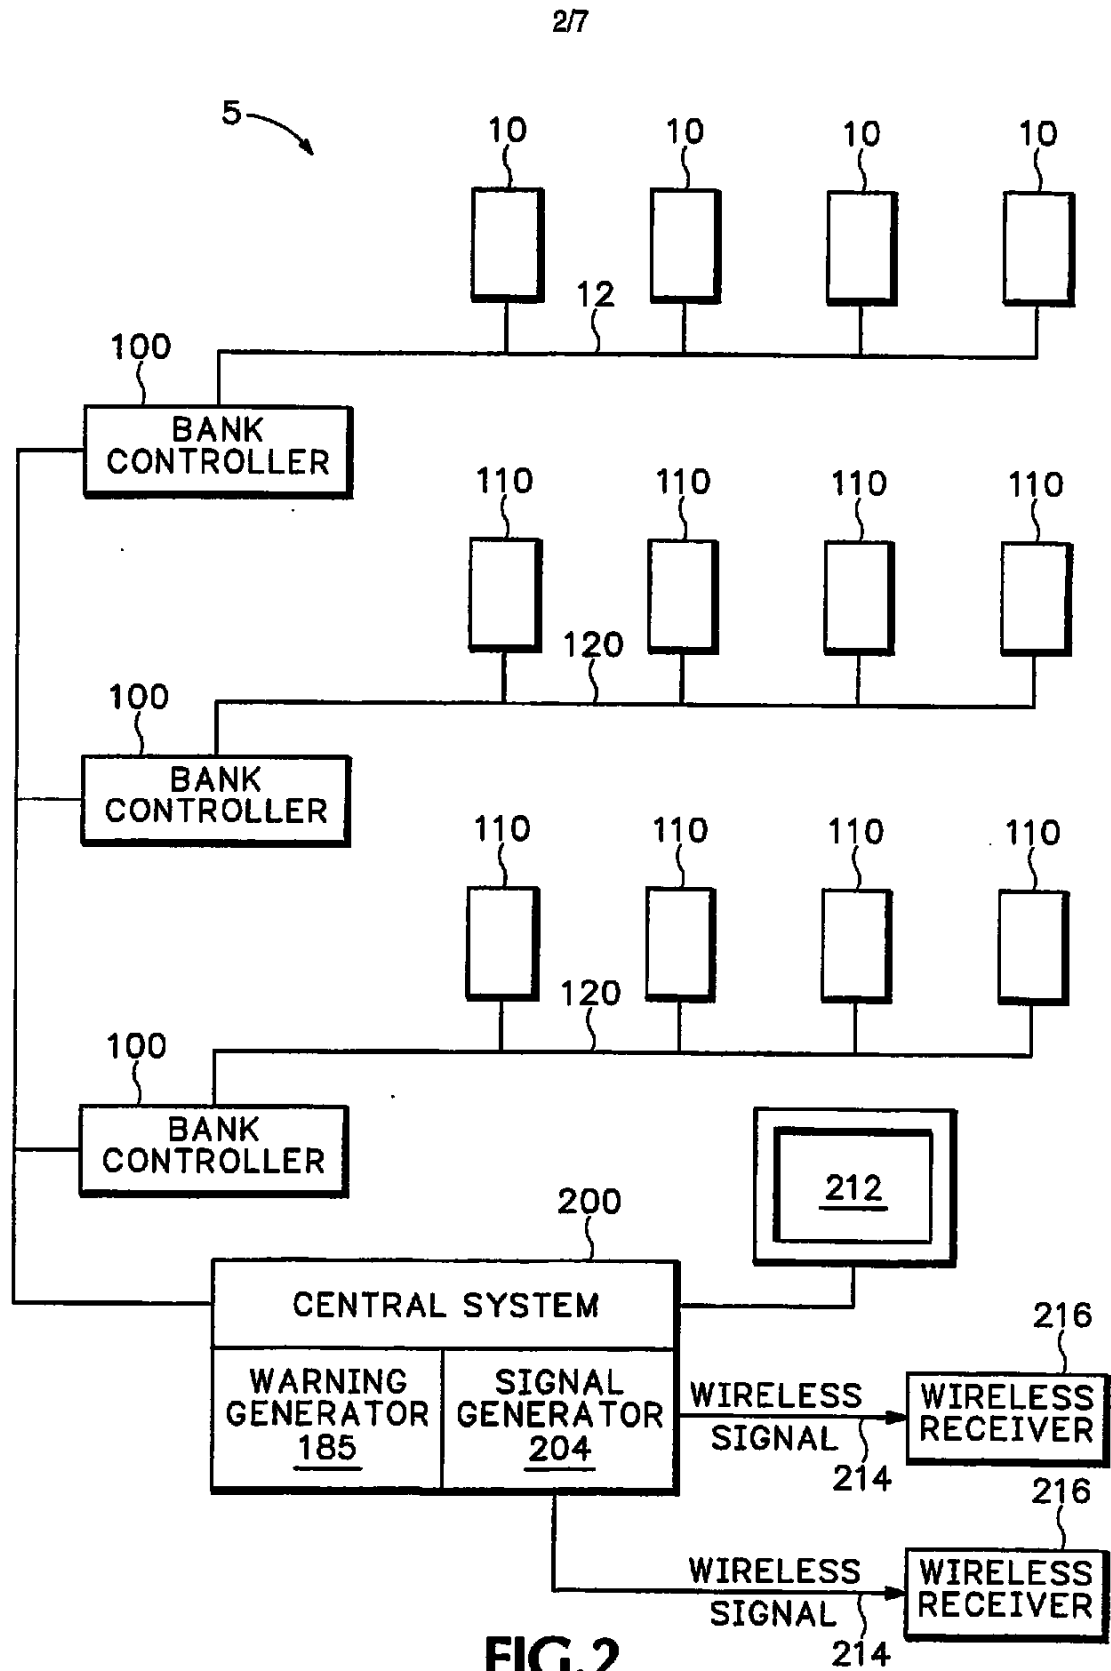 2/7
5
10 10 10 10
12
100
BANK
CONTROLLER
110 110 110 110
120
100
BANK
CONTROLLER
110 110 110 110
120
100
BANK
CONTROLLER
212
200
CENTRAL SYSTEM
WARNING
GENERATOR
185
SIGNAL
GENERATOR
204
WIRELESS
SIGNAL
214
216
WIRELESS
RECEIVER
WIRELESS
SIGNAL
214
216
WIRELESS
RECEIVER
FIG.2